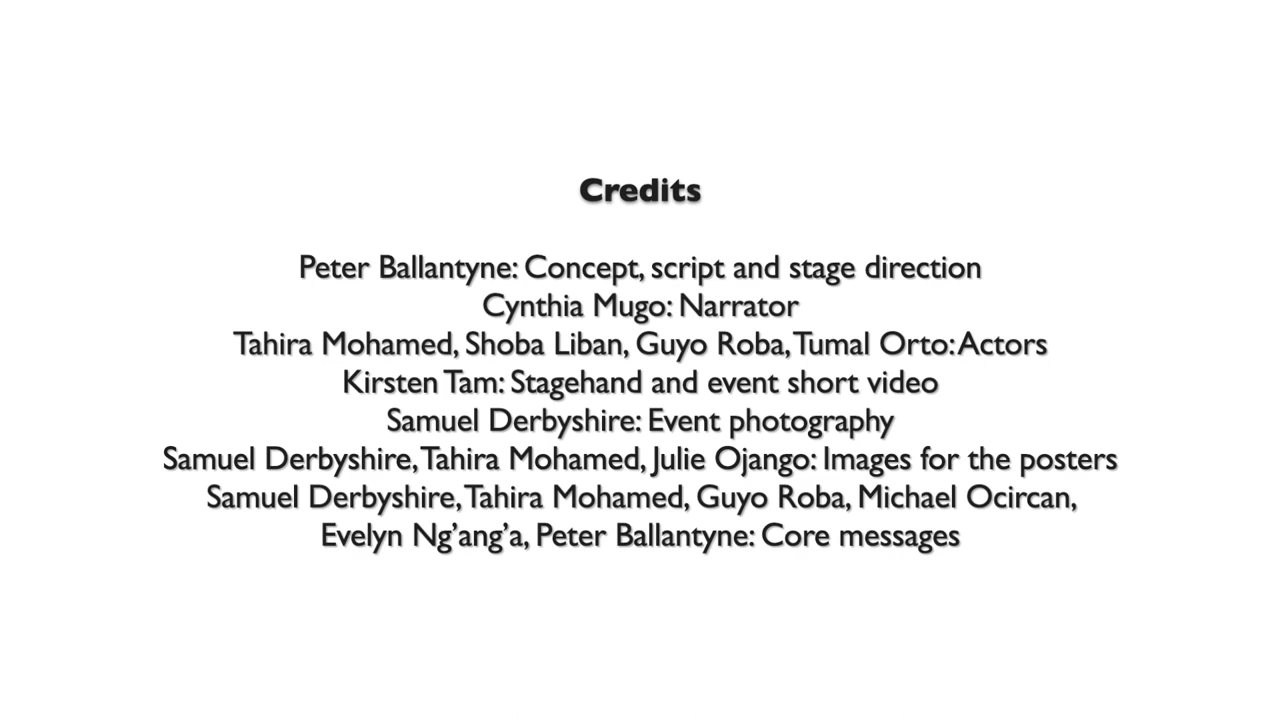 Credits
Peter Ballantyne: Concept, script and stage direction
Cynthia Mugo: Narrator
Tahira Mohamed, Shoba Liban, Guyo Roba, Tumal Orto: Actors
Kirsten Tam: Stagehand and event short video
Samuel Derbyshire: Event photography
Samuel Derbyshire, Tahira Mohamed, Julie Ojango: Images for the posters
Samuel Derbyshire, Tahira Mohamed, Guyo Roba, Michael Ocircan,
Evelyn Ng’ang’a, Peter Ballantyne: Core messages